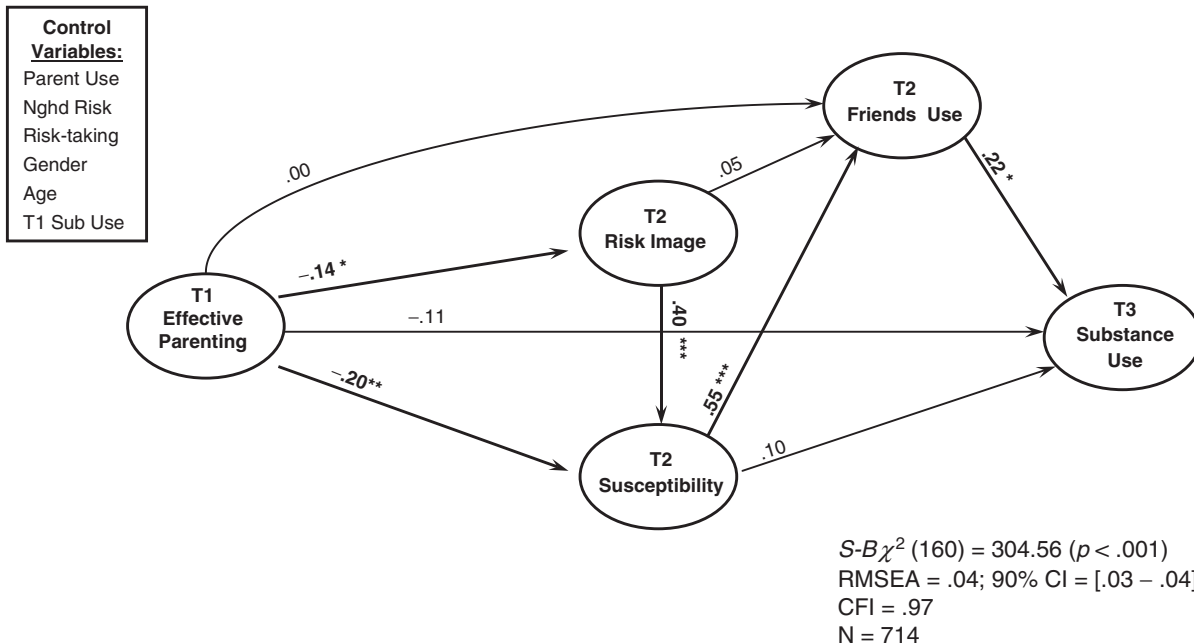 Control
Variables:
Parent Use
Nghd Risk
Risk-taking
Gender
Age
T1 Sub Use
T2
Friends Use
.00
.05
.22 *
T2
Risk Image
–.14 *
T1
Effective
Parenting
–.11
.40 ***
T3
Substance
Use
–.20**
.55 ***
T2
Susceptibility
.10
S-Bχ² (160) = 304.56 (p < .001)
RMSEA = .04; 90% CI = [.03 – .04]
CFI = .97
N = 714